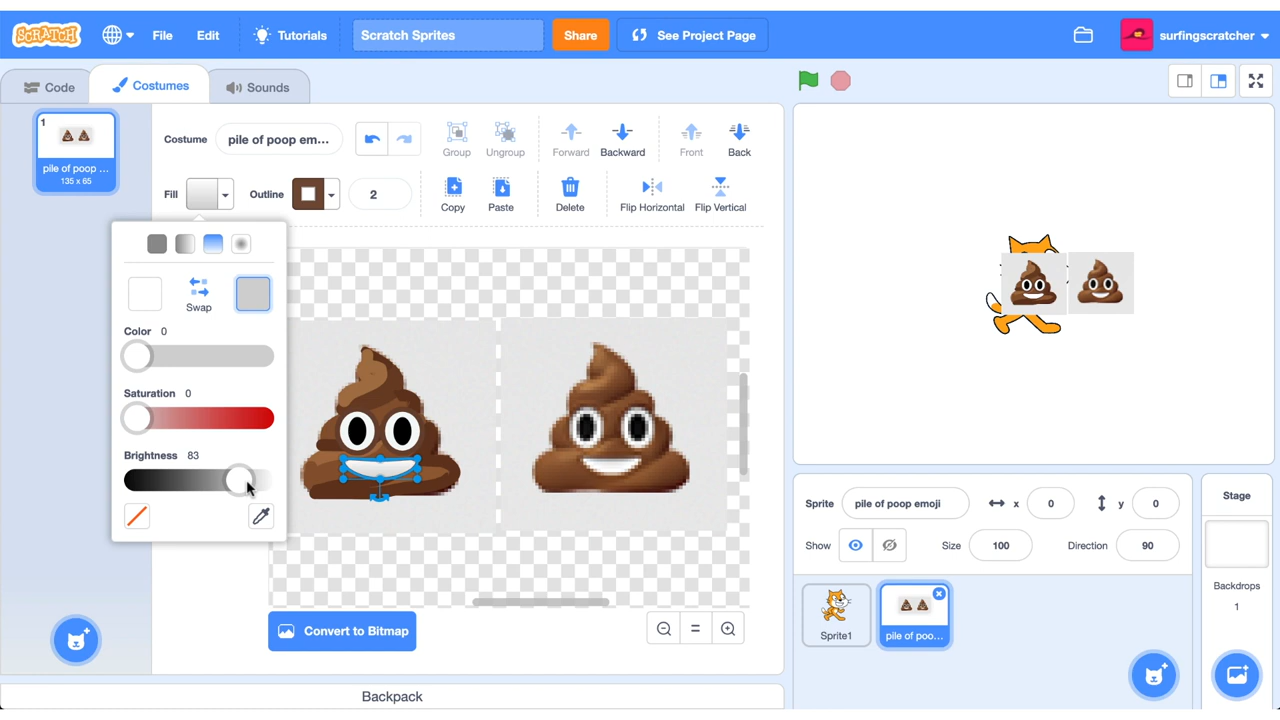 SCRATCH
File
Edit
Tutorials
Scratch Sprites
Share
See Project Page
surfingscratcher
Code
Costumes
Sounds
1
pile of poop ...
135 x 65
Costume
pile of poop em...
Group
Ungroup
Forward
Backward
Front
Back
Fill
Outline
2
Copy
Paste
Delete
Flip Horizontal
Flip Vertical
Swap
Color 0
Saturation 0
Brightness 83
Convert to Bitmap
Backpack
Sprite
pile of poop emoji
x
0
y
0
Show
Size
100
Direction
90
Sprite1
pile of poo...
Stage
Backdrops
1